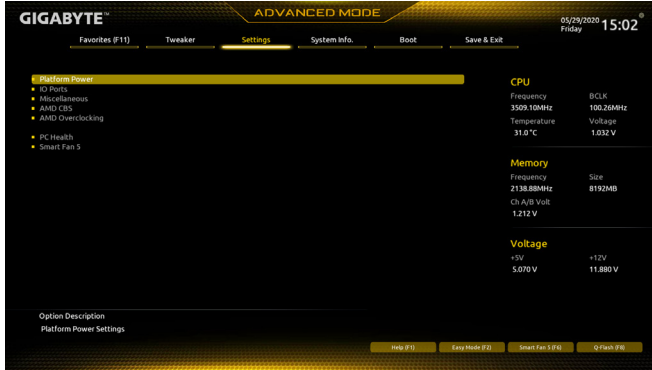 GIGABYTE™
ADVANCED MODE
05/29/2020
Friday
15:02
Favorites (F11) Tweaker Settings System Info. Boot Save & Exit
Platform Power
IO Ports
Miscellaneous
AMD CBS
AMD Overclocking
PC Health
Smart Fan 5
CPU
Frequency BCLK
3509.10MHz 100.26MHz
Temperature Voltage
31.0 °C 1.032 V
Memory
Frequency Size
2138.88MHz 8192MB
Ch A/B Volt
1.212 V
Voltage
+5V +12V
5.070 V 11.880 V
Option Description
Platform Power Settings
Help (F1) Easy Mode (F2) Smart Fan 5 (F6) Q-Flash (F8)